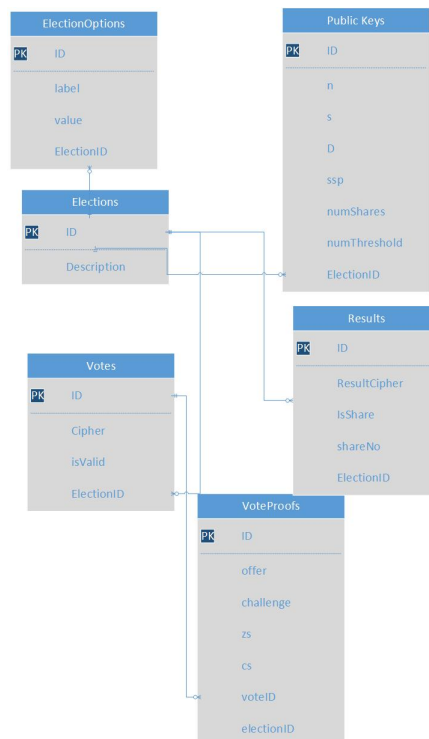 ElectionOptions
PK ID
label
value
ElectionID
Public Keys
PK ID
n
s
D
ssp
numShares
numThreshold
ElectionID
Elections
PK ID
Description
Results
PK ID
ResultCipher
IsShare
shareNo
ElectionID
Votes
PK ID
Cipher
isValid
ElectionID
VoteProofs
PK ID
offer
challenge
zs
cs
voteID
electionID